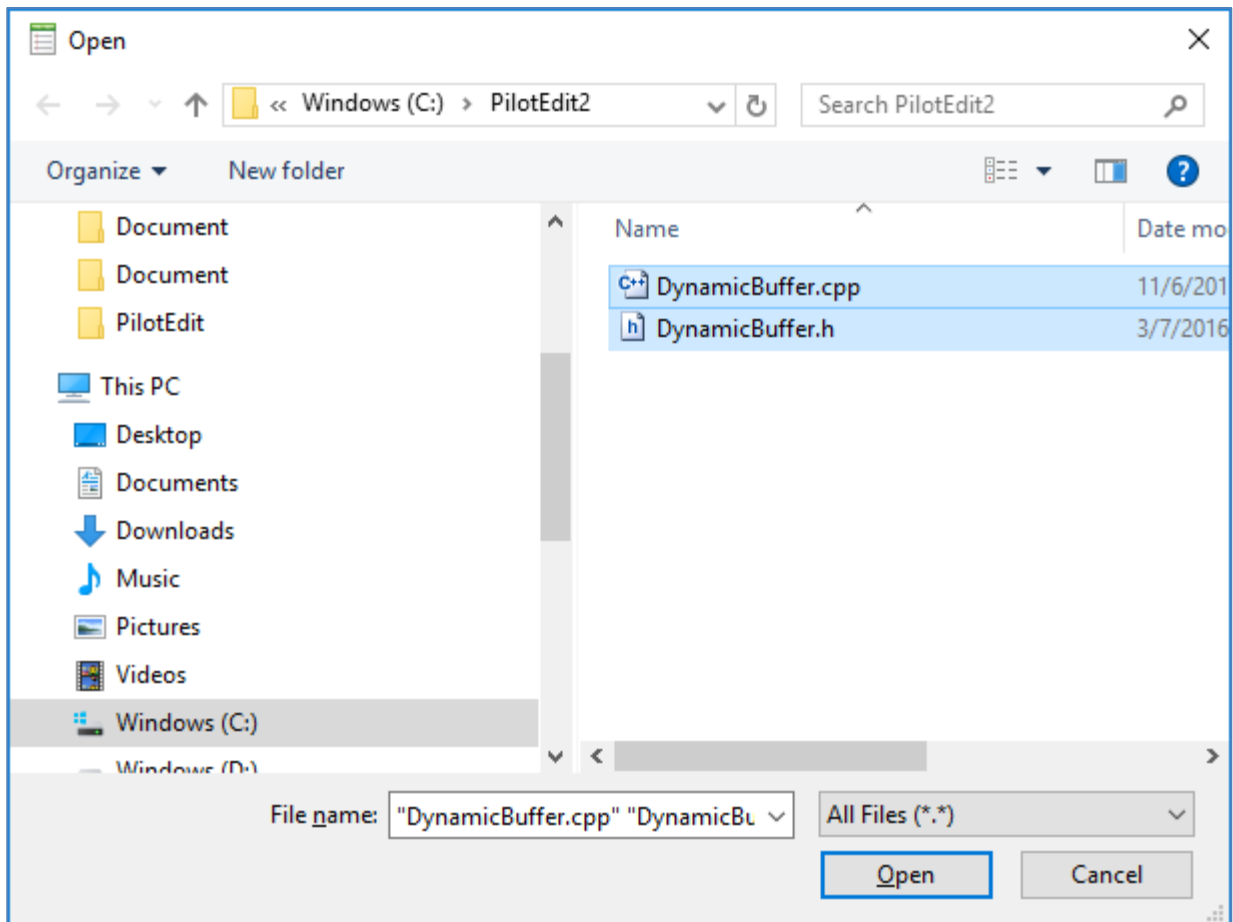 Open
« Windows (C:) > PilotEdit2
Search PilotEdit2
Organize
New folder
?
Document
Document
PilotEdit
This PC
Desktop
Documents
Downloads
Music
Pictures
Videos
Windows (C:)
Windows (D:)
Name
Date mo
C++ DynamicBuffer.cpp
11/6/201
h DynamicBuffer.h
3/7/2016
File name:
"DynamicBuffer.cpp" "DynamicBu
All Files (*.*)
Open
Cancel